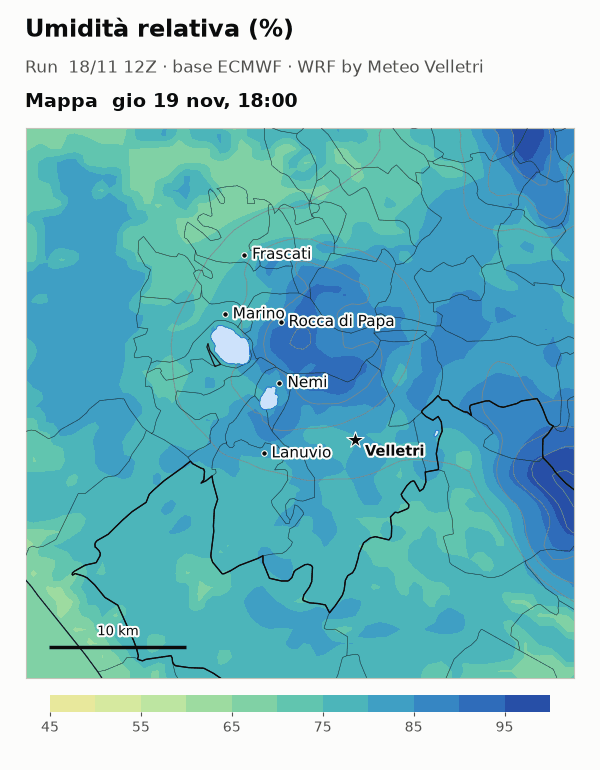 Umidità relativa (%)
Run  18/11 12Z · base ECMWF · WRF by Meteo Velletri
Mappa  gio 19 nov, 18:00
Frascati
Marino
Rocca di Papa
Nemi
Velletri
Lanuvio
10 km
45 55 65 75 85 95